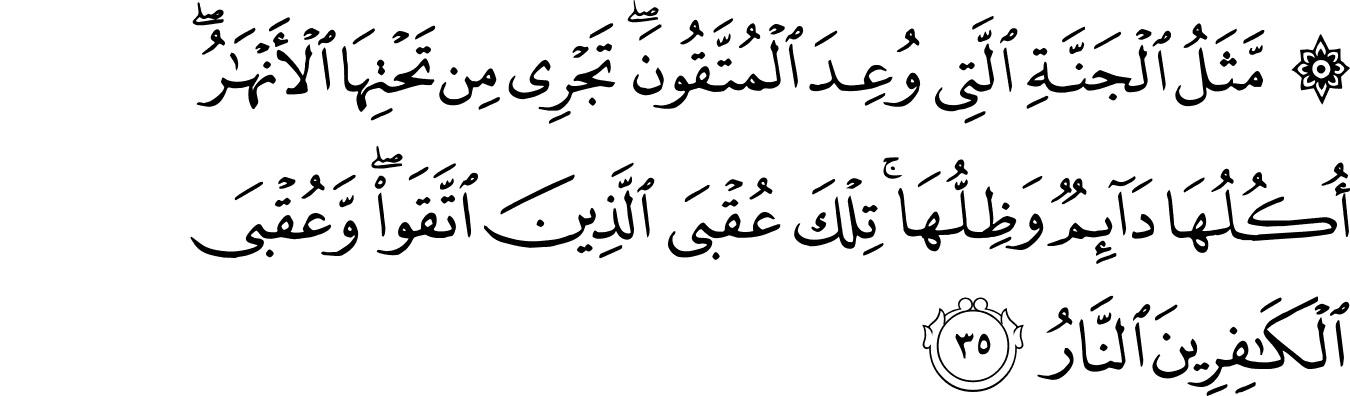 ۞ مَّثَلُ ٱلْجَنَّةِ ٱلَّتِى وُعِدَ ٱلْمُتَّقُونَ ۖ تَجْرِى مِن تَحْتِهَا ٱلْأَنْهَـٰرُ ۖ
أُكُلُهَا دَآئِمٌ وَظِلُّهَا ۚ تِلْكَ عُقْبَى ٱلَّذِينَ ٱتَّقَوا۟ ۖ وَّعُقْبَى
ٱلْكَـٰفِرِينَ ٱلنَّارُ ٣٥